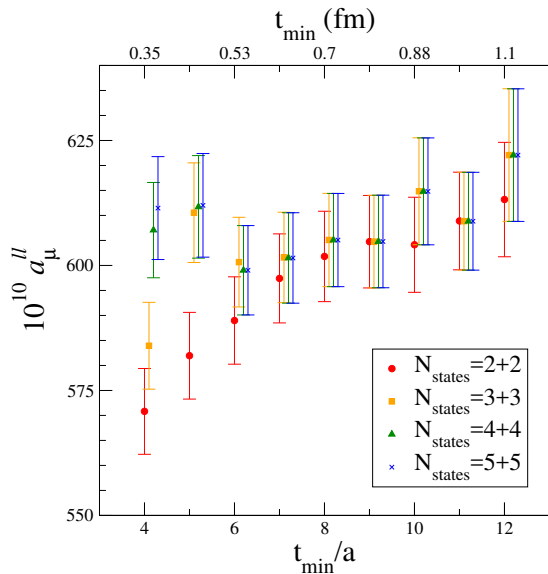 t_min (fm)
0.35 0.53 0.7 0.88 1.1
625
600
575
550
10^10 a_μ^ll
N_states=2+2
N_states=3+3
N_states=4+4
N_states=5+5
4 6 8 10 12
t_min/a